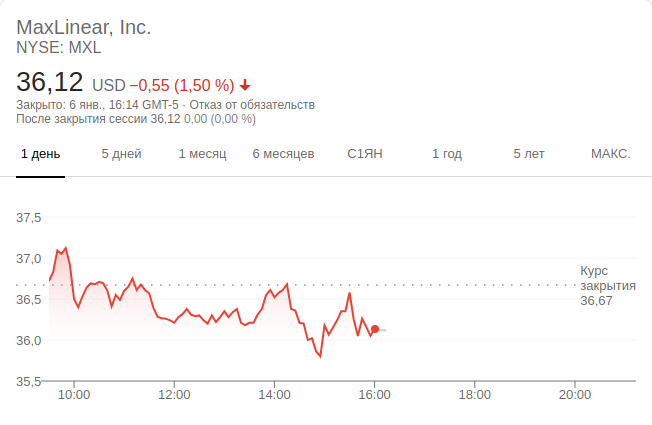 MaxLinear, Inc.
NYSE: MXL
36,12 USD −0,55 (1,50 %)
Закрыто: 6 янв., 16:14 GMT-5 · Отказ от обязательств
После закрытия сессии 36,12 0,00 (0,00 %)
1 день 5 дней 1 месяц 6 месяцев С1ЯН 1 год 5 лет МАКС.
37,5
37,0
Курс
закрытия
36,67
36,5
36,0
35,5
10:00 12:00 14:00 16:00 18:00 20:00